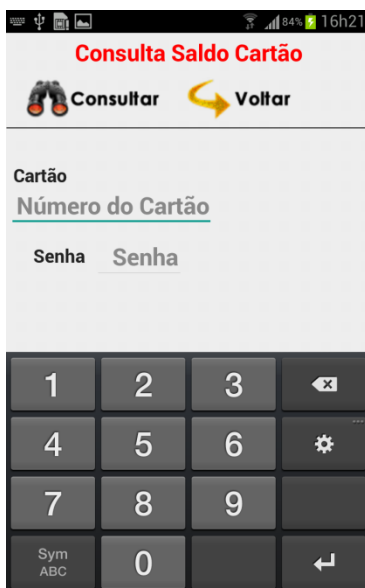 84% 16h21
Consulta Saldo Cartão
Consultar Voltar
Cartão
Número do Cartão
Senha Senha
1 2 3
4 5 6
7 8 9
Sym
ABC 0